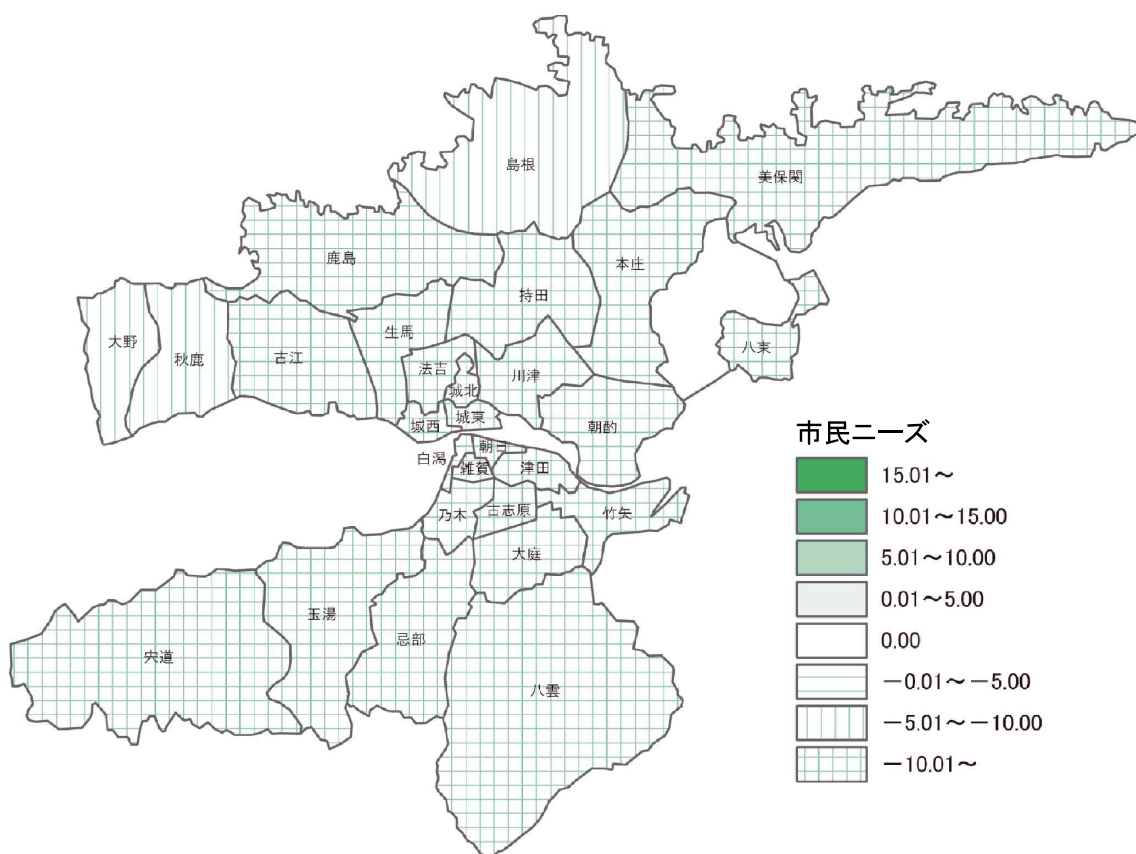 島根
美保関
鹿島
本庄
持田
大野
秋鹿
古江
生馬
法吉
川津
八束
城北
城東
城西
朝酌
白潟
朝日
雑賀
津田
乃木
古志原
竹矢
大庭
玉湯
忌部
宍道
八雲
市民ニーズ
15.01～
10.01～15.00
5.01～10.00
0.01～5.00
0.00
－0.01～－5.00
－5.01～－10.00
－10.01～